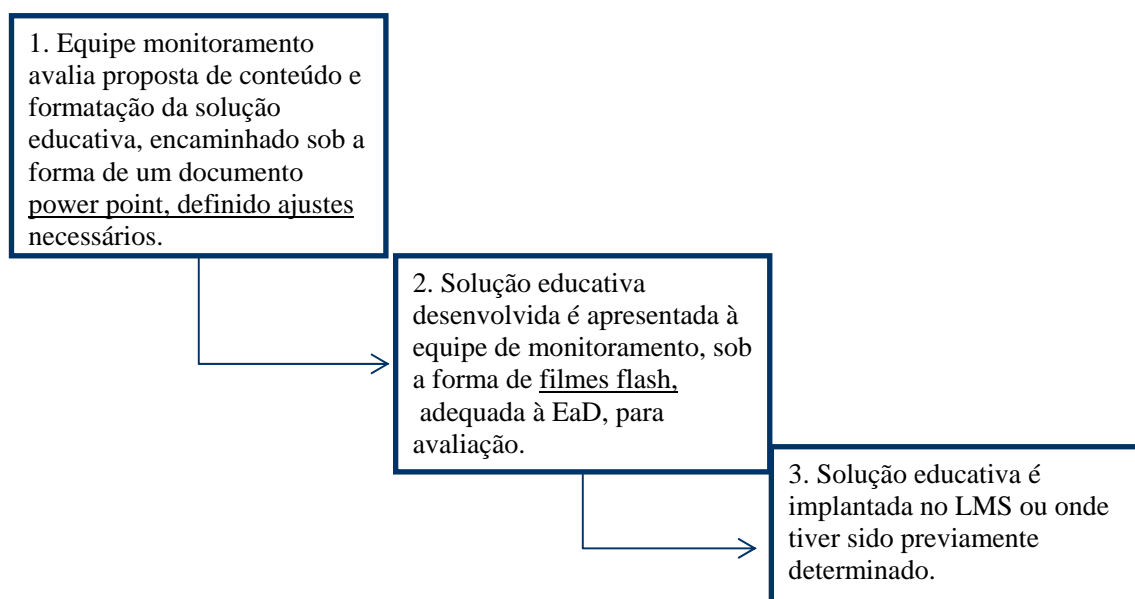 1. Equipe monitoramento
avalia proposta de conteúdo e
formatação da solução
educativa, encaminhado sob a
forma de um documento
power point, definido ajustes
necessários.
2. Solução educativa
desenvolvida é apresentada à
equipe de monitoramento, sob
a forma de filmes flash,
adequada à EaD, para
avaliação.
3. Solução educativa é
implantada no LMS ou onde
tiver sido previamente
determinado.